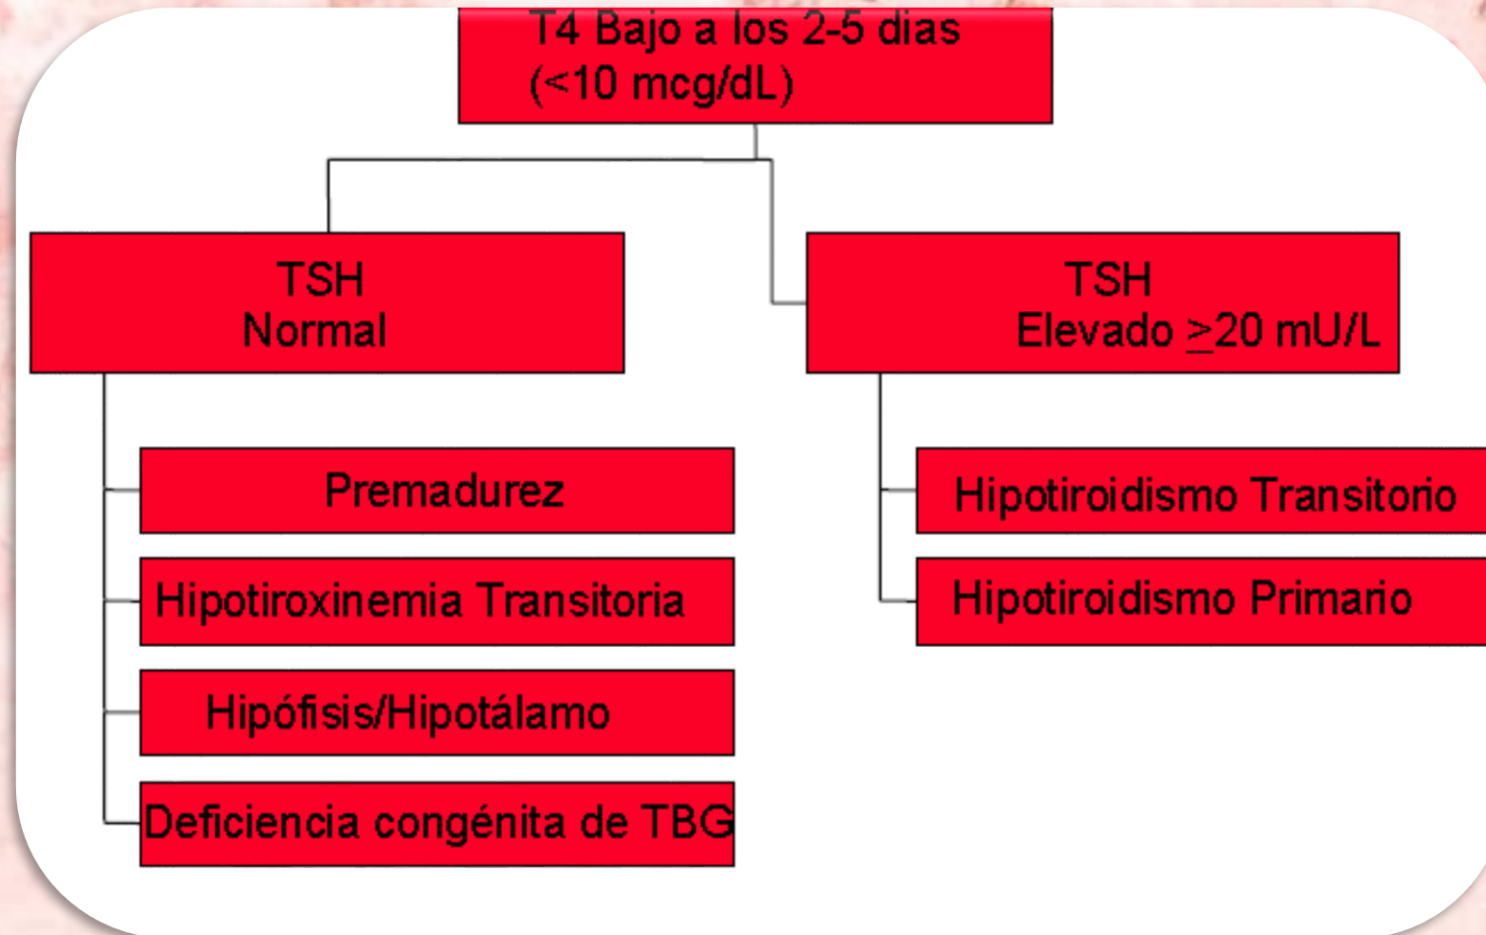 T4 Bajo a los 2-5 dias
(<10 mcg/dL)
TSH
Normal
TSH
Elevado ≥20 mU/L
Premadurez
Hipotiroxinemia Transitoria
Hipófisis/Hipotálamo
Deficiencia congénita de TBG
Hipotiroidismo Transitorio
Hipotiroidismo Primario